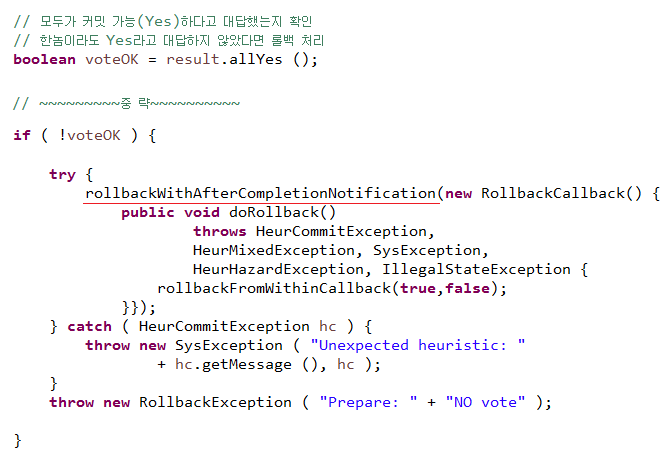 // 모두가 커밋 가능(Yes)하다고 대답했는지 확인
// 한놈이라도 Yes라고 대답하지 않았다면 롤백 처리
boolean voteOK = result.allYes ();
// ~~~~~~~~~중 략~~~~~~~~~~
if ( !voteOK ) {
try {
rollbackWithAfterCompletionNotification(new RollbackCallback() {
public void doRollback()
throws HeurCommitException,
HeurMixedException, SysException,
HeurHazardException, IllegalStateException {
rollbackFromWithinCallback(true,false);
}});
} catch ( HeurCommitException hc ) {
throw new SysException ( "Unexpected heuristic: "
+ hc.getMessage (), hc );
}
throw new RollbackException ( "Prepare: " + "NO vote" );
}